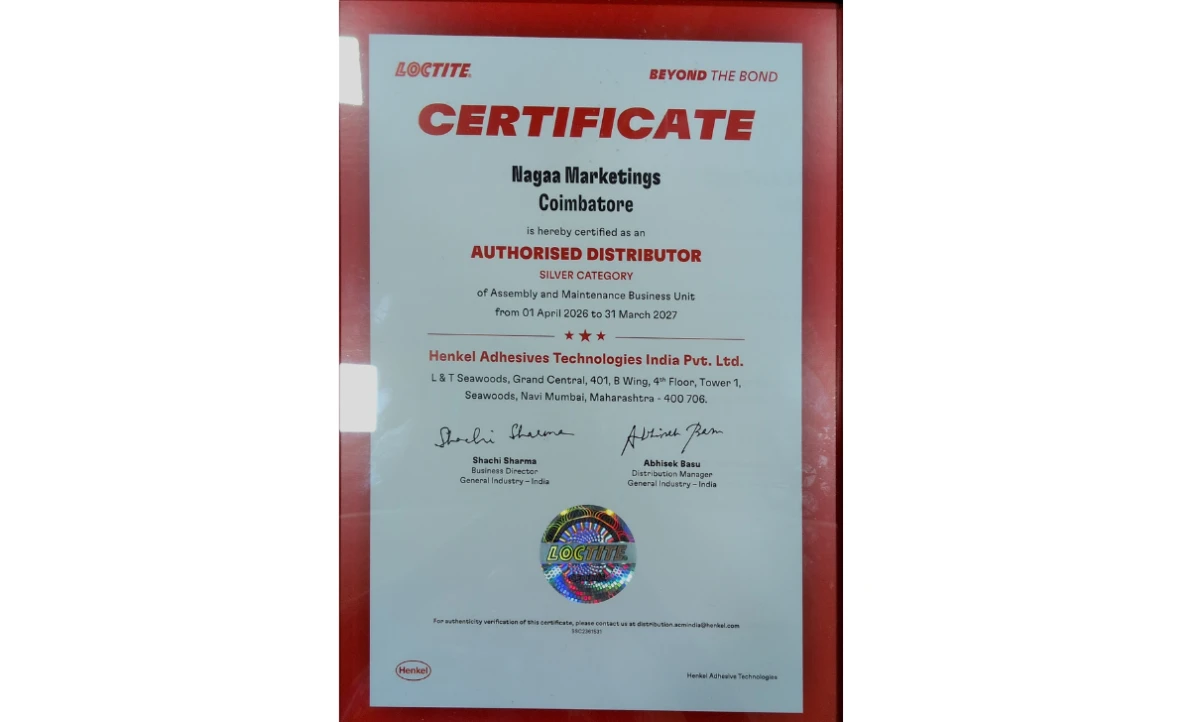 LOCTITE.
BEYOND THE BOND
CERTIFICATE
Nagaa Marketings
Coimbatore
is hereby certified as an
AUTHORISED DISTRIBUTOR
SILVER CATEGORY
of Assembly and Maintenance Business Unit
from 01 April 2026 to 31 March 2027
Henkel Adhesives Technologies India Pvt. Ltd.
L & T Seawoods, Grand Central, 401, B Wing, 4th Floor, Tower 1,
Seawoods, Navi Mumbai, Maharashtra - 400 706.
Shachi Sharma
Abhisek Basu
Shachi Sharma
Business Director
General Industry – India
Abhisek Basu
Distribution Manager
General Industry – India
LOCTITE
For authenticity verification of this certificate, please contact us at distribution.acmindia@henkel.com
Henkel
Henkel Adhesive Technologies